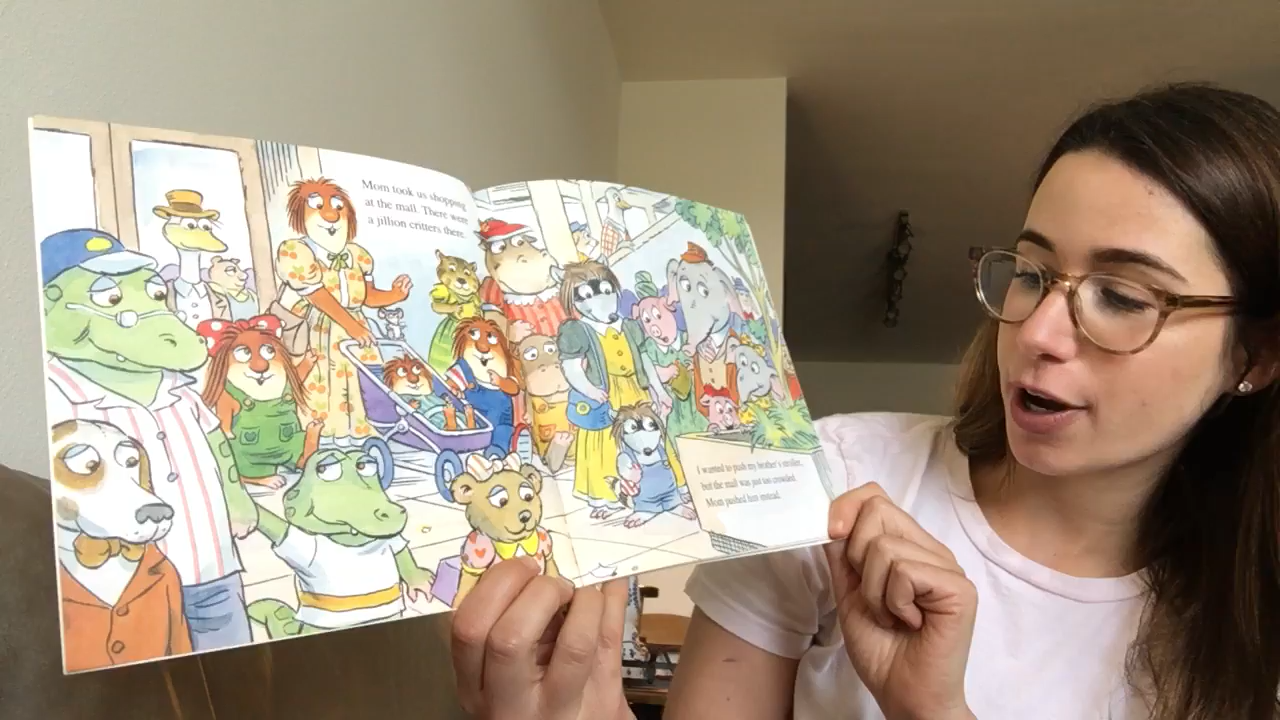 Mom took us shopping
at the mall. There were
a jillion critters there.
I wanted to push my brother's stroller,
but the mall was just too crowded.
Mom pushed him instead.